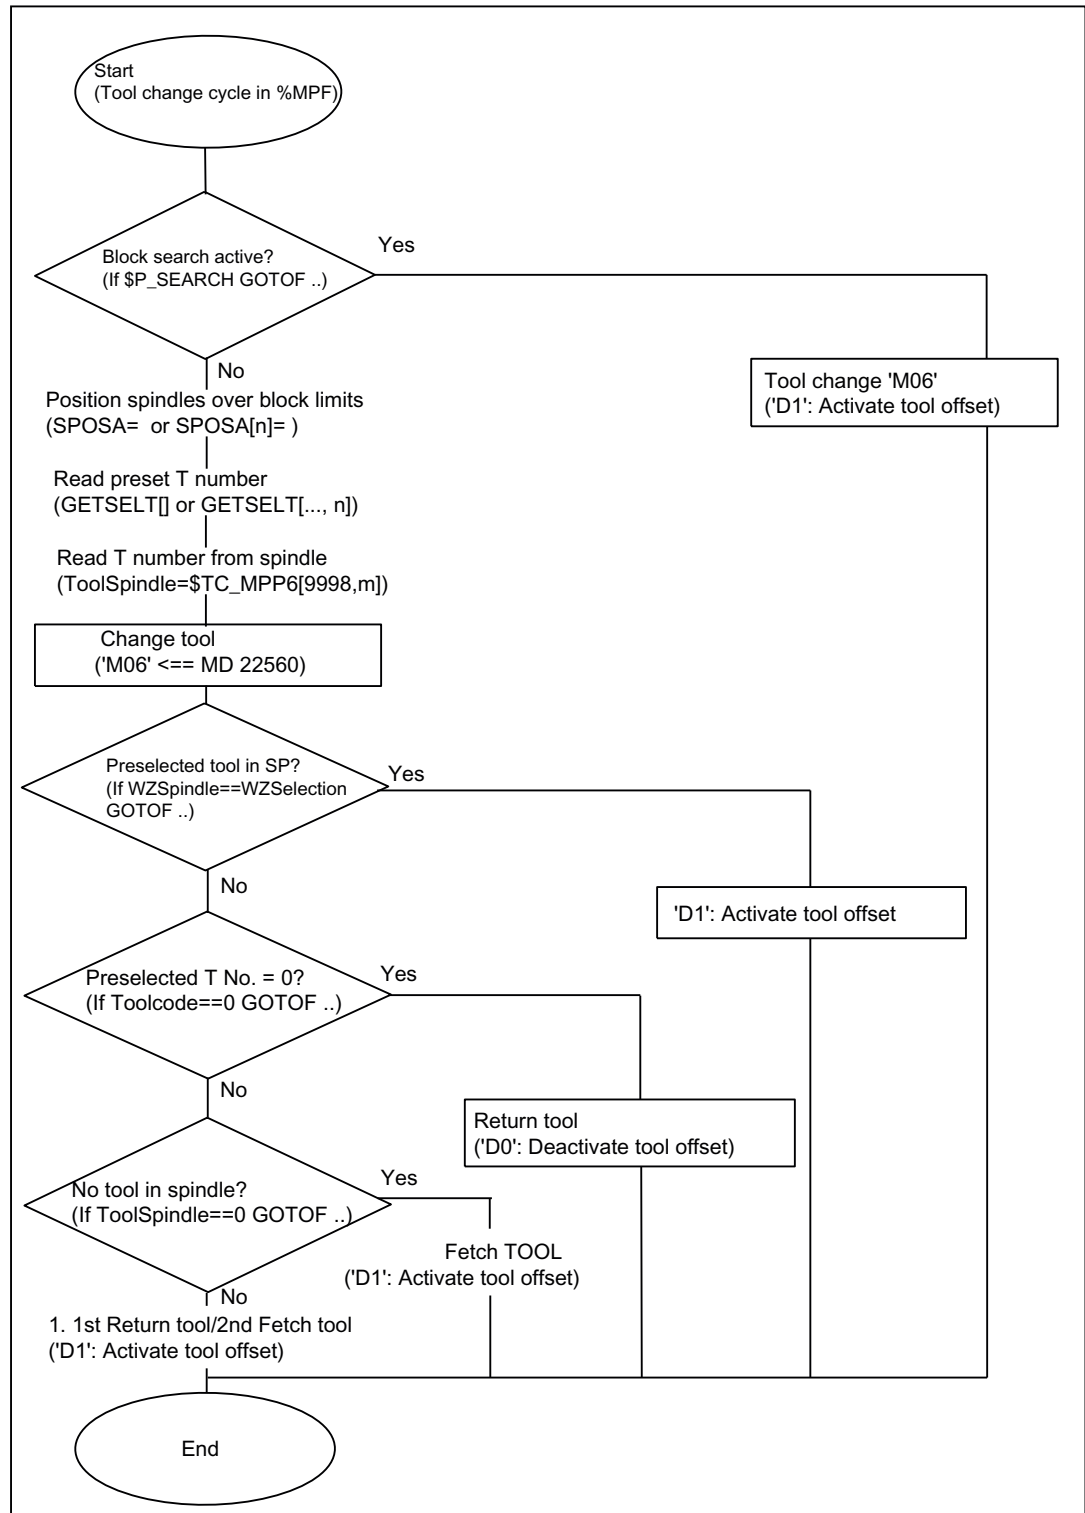 Start
(Tool change cycle in %MPF)
Block search active?
(If $P_SEARCH GOTOF ..)
Yes
No
Tool change 'M06'
('D1': Activate tool offset)
Position spindles over block limits
(SPOSA=  or SPOSA[n]= )
Read preset T number
(GETSELT[] or GETSELT[..., n])
Read T number from spindle
(ToolSpindle=$TC_MPP6[9998,m])
Change tool
('M06' <== MD 22560)
Preselected tool in SP?
(If WZSpindle==WZSelection
GOTOF ..)
Yes
No
'D1': Activate tool offset
Preselected T No. = 0?
(If Toolcode==0 GOTOF ..)
Yes
No
Return tool
('D0': Deactivate tool offset)
No tool in spindle?
(If ToolSpindle==0 GOTOF ..)
Yes
Fetch TOOL
('D1': Activate tool offset)
No
1. 1st Return tool/2nd Fetch tool
('D1': Activate tool offset)
End